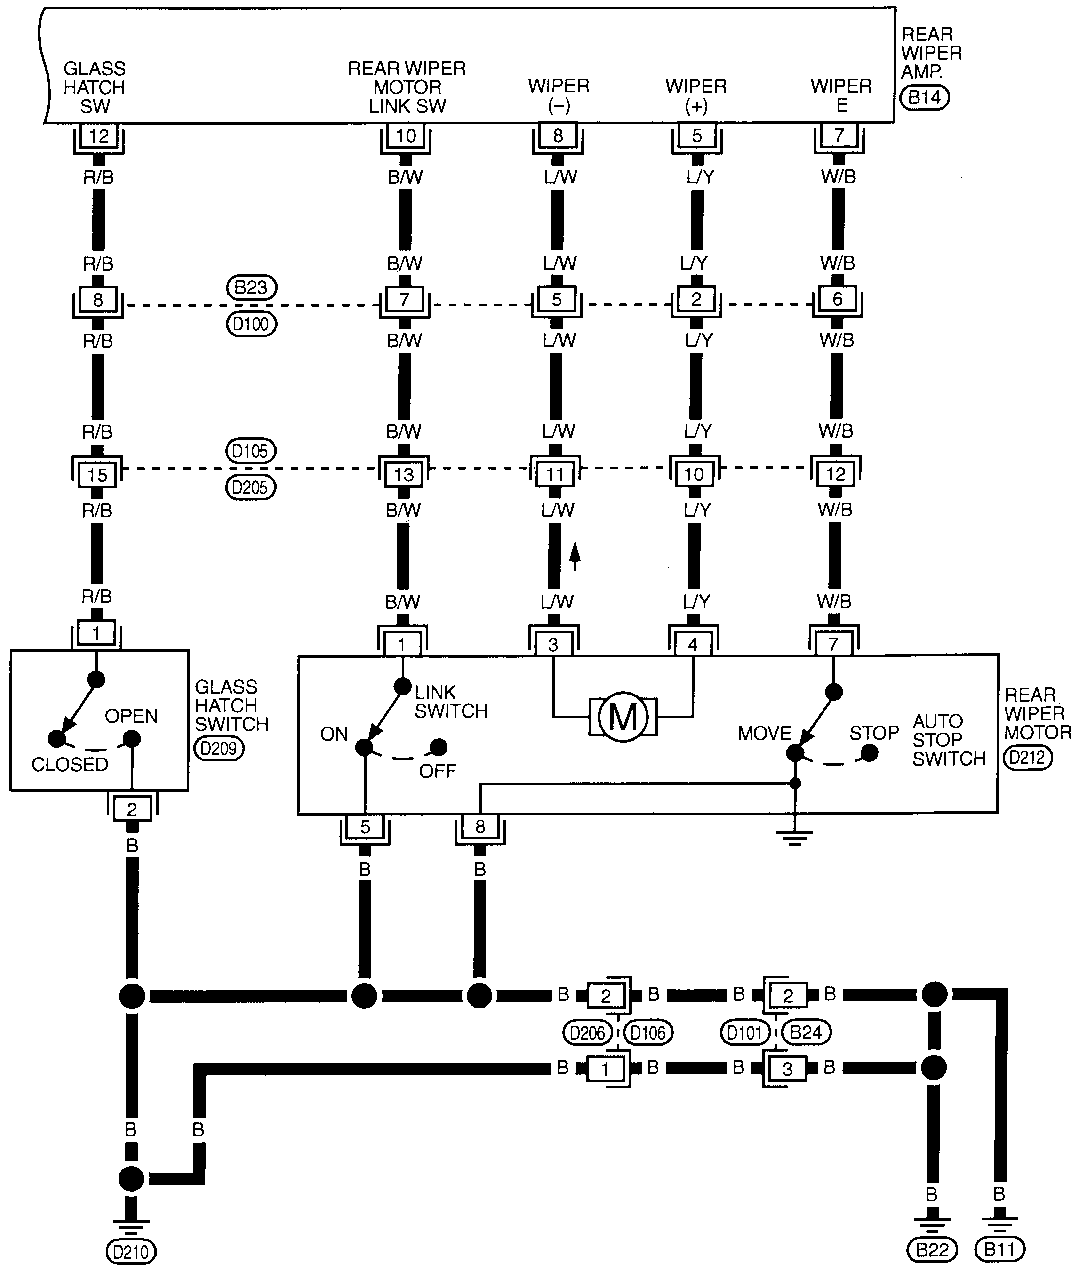 REAR
WIPER
AMP.
B14
GLASS
HATCH
SW
REAR WIPER
MOTOR
LINK SW
WIPER
(−)
WIPER
(+)
WIPER
E
12 10 8 5 7
R/B B/W L/W L/Y W/B
R/B B/W L/W L/Y W/B
B23
8 7 5 2 6
D100
R/B B/W L/W L/Y W/B
R/B B/W L/W L/Y W/B
D105
15 13 11 10 12
D205
R/B B/W L/W L/Y W/B
R/B B/W L/W L/Y W/B
1 1 3 4 7
GLASS
HATCH
SWITCH
D209
OPEN
CLOSED
2
LINK
SWITCH
ON
OFF
M
MOVE
STOP
AUTO
STOP
SWITCH
REAR
WIPER
MOTOR
D212
5 8
B B B
B 2 B B 2 B
D206 D106 D101 B24
B 1 B B 3 B
B B
B B
D210 B22 B11